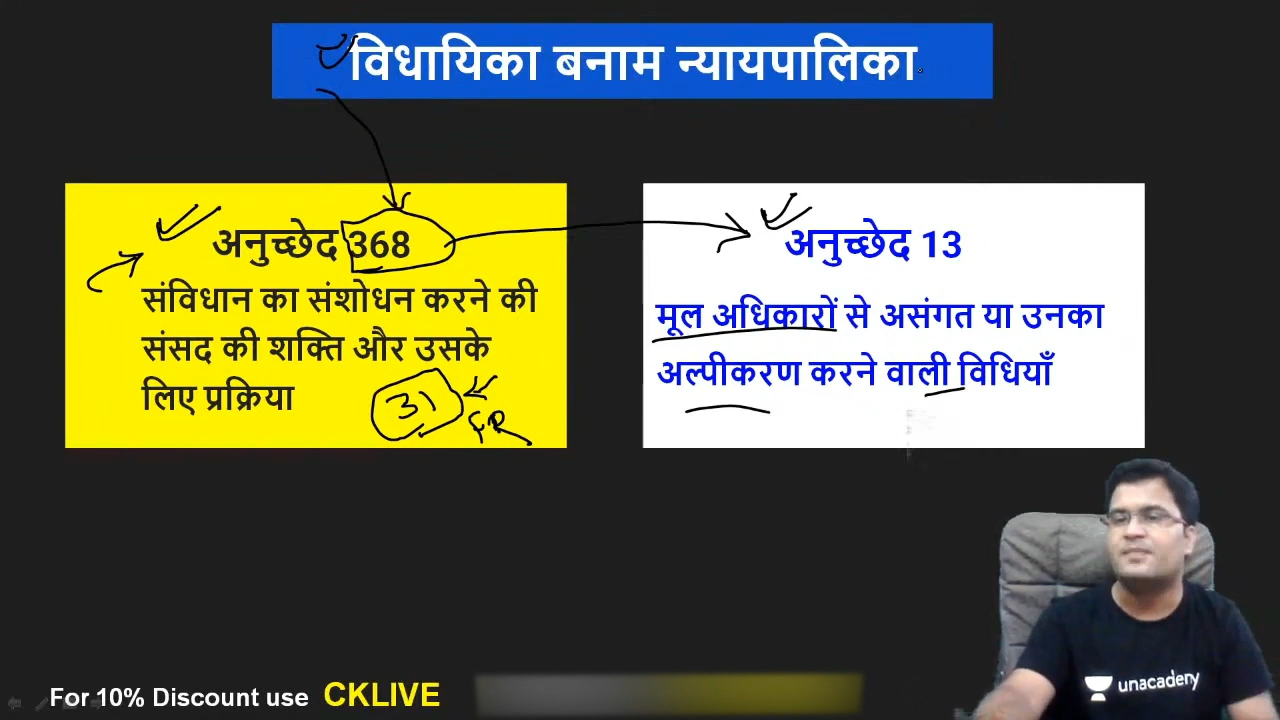 विधायिका बनाम न्यायपालिका
अनुच्छेद 368
संविधान का संशोधन करने की
संसद की शक्ति और उसके
लिए प्रक्रिया
31
FR
अनुच्छेद 13
मूल अधिकारों से असंगत या उनका
अल्पीकरण करने वाली विधियाँ
unacademy
For 10% Discount use CKLIVE